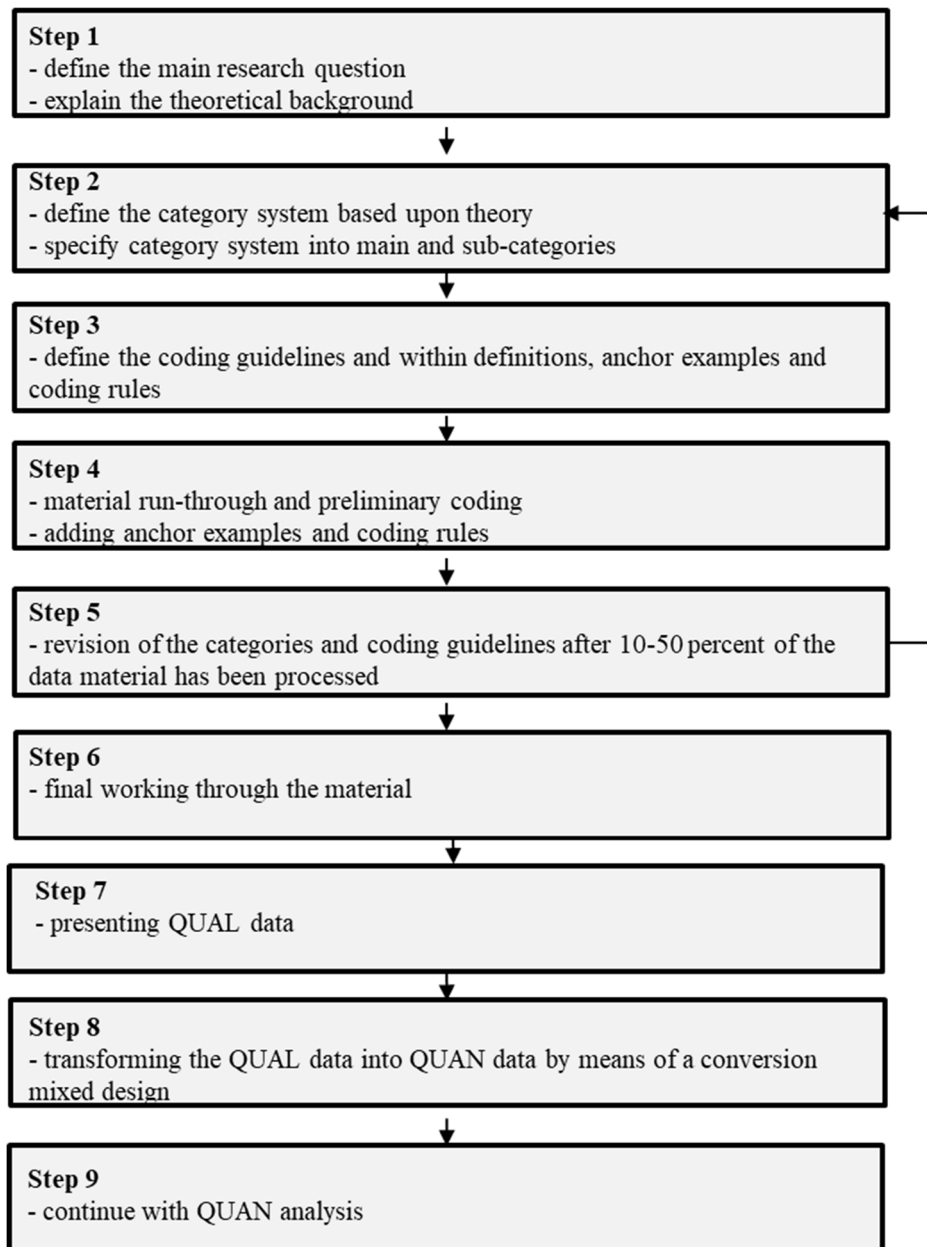 Step 1
- define the main research question
- explain the theoretical background
Step 2
- define the category system based upon theory
- specify category system into main and sub-categories
Step 3
- define the coding guidelines and within definitions, anchor examples and
coding rules
Step 4
- material run-through and preliminary coding
- adding anchor examples and coding rules
Step 5
- revision of the categories and coding guidelines after 10-50 percent of the
data material has been processed
Step 6
- final working through the material
Step 7
- presenting QUAL data
Step 8
- transforming the QUAL data into QUAN data by means of a conversion
mixed design
Step 9
- continue with QUAN analysis